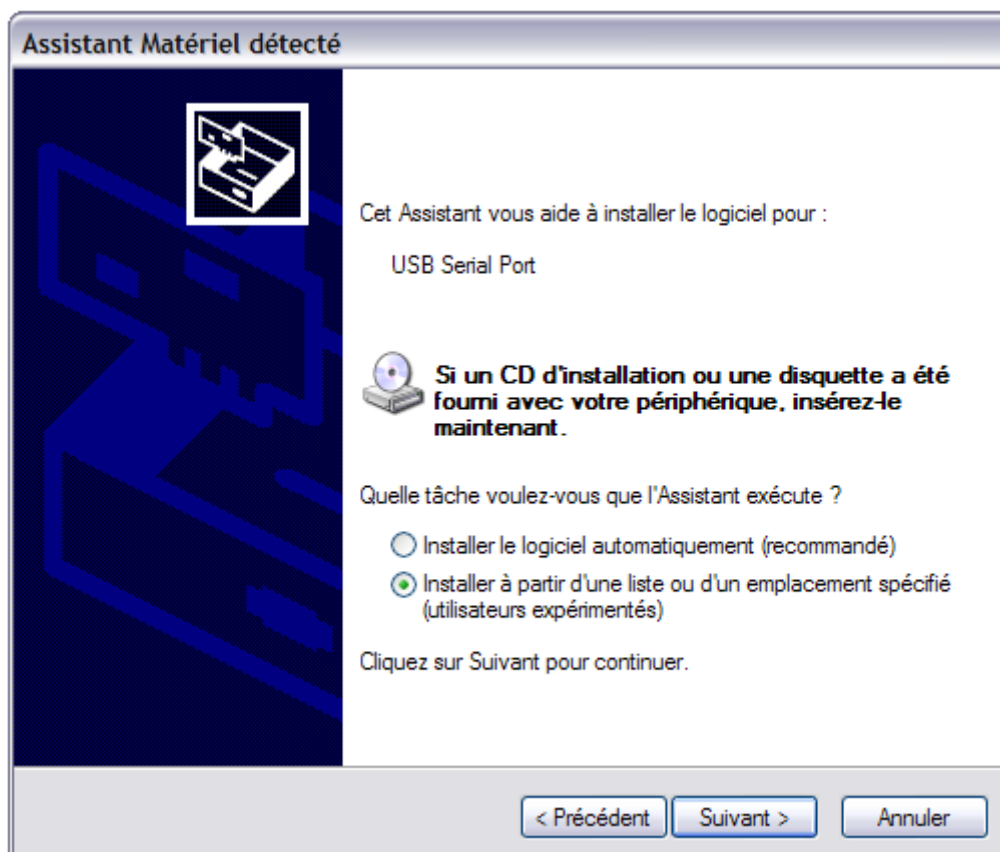 Assistant Matériel détecté
Cet Assistant vous aide à installer le logiciel pour :
USB Serial Port
Si un CD d'installation ou une disquette a été
fourni avec votre périphérique, insérez-le
maintenant.
Quelle tâche voulez-vous que l'Assistant exécute ?
Installer le logiciel automatiquement (recommandé)
Installer à partir d'une liste ou d'un emplacement spécifié
(utilisateurs expérimentés)
Cliquez sur Suivant pour continuer.
< Précédent Suivant > Annuler